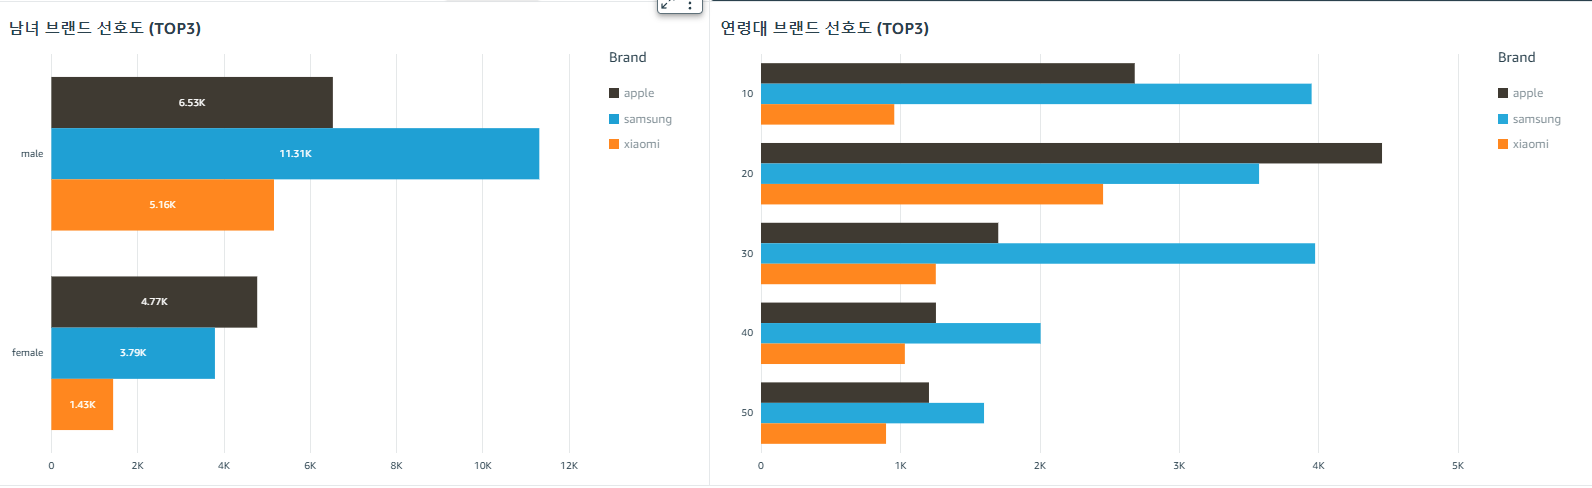 남녀 브랜드 선호도 (TOP3)
Brand
apple
samsung
xiaomi
male
6.53K
11.31K
5.16K
female
4.77K
3.79K
1.43K
0 2K 4K 6K 8K 10K 12K
연령대 브랜드 선호도 (TOP3)
Brand
apple
samsung
xiaomi
10
20
30
40
50
0 1K 2K 3K 4K 5K